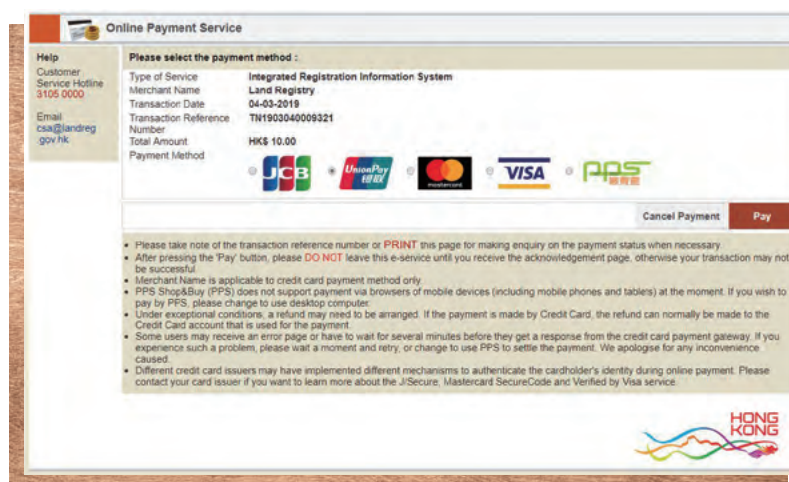 Online Payment Service
Help
Customer
Service Hotline
3105 0000
Email
csa@landreg
.gov.hk
Please select the payment method :
Type of Service Integrated Registration Information System
Merchant Name Land Registry
Transaction Date 04-03-2019
Transaction Reference TN1903040009321
Number
Total Amount HK$ 10.00
Payment Method
JCB UnionPay 银联 mastercard VISA PPS
Cancel Payment Pay
• Please take note of the transaction reference number or PRINT this page for making enquiry on the payment status when necessary.
• After pressing the 'Pay' button, please DO NOT leave this e-service until you receive the acknowledgement page, otherwise your transaction may not
be successful.
• Merchant Name is applicable to credit card payment method only.
• PPS Shop&Buy (PPS) does not support payment via browsers of mobile devices (including mobile phones and tablets) at the moment. If you wish to
pay by PPS, please change to use desktop computer.
• Under exceptional conditions, a refund may need to be arranged. If the payment is made by Credit Card, the refund can normally be made to the
Credit Card account that is used for the payment.
• Some users may receive an error page or have to wait for several minutes before they get a response from the credit card payment gateway. If you
experience such a problem, please wait a moment and retry, or change to use PPS to settle the payment. We apologise for any inconvenience
caused.
• Different credit card issuers may have implemented different mechanisms to authenticate the cardholder's identity during online payment. Please
contact your card issuer if you want to learn more about the J/Secure, Mastercard SecureCode and Verified by Visa service.
HONG
KONG